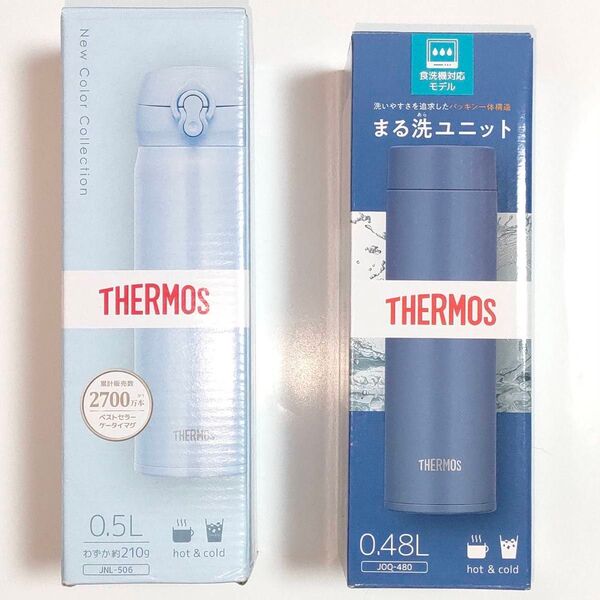 New Color Collection
THERMOS
累計販売数
2700万本
ベストセラー
ケータイマグ
THERMOS
0.5L
わずか約210g
hot & cold
JNL-506
食洗機対応
モデル
洗いやすさを追求したパッキン一体構造
あら
まる洗ユニット
THERMOS
THERMOS
0.48L
hot & cold
JOQ-480